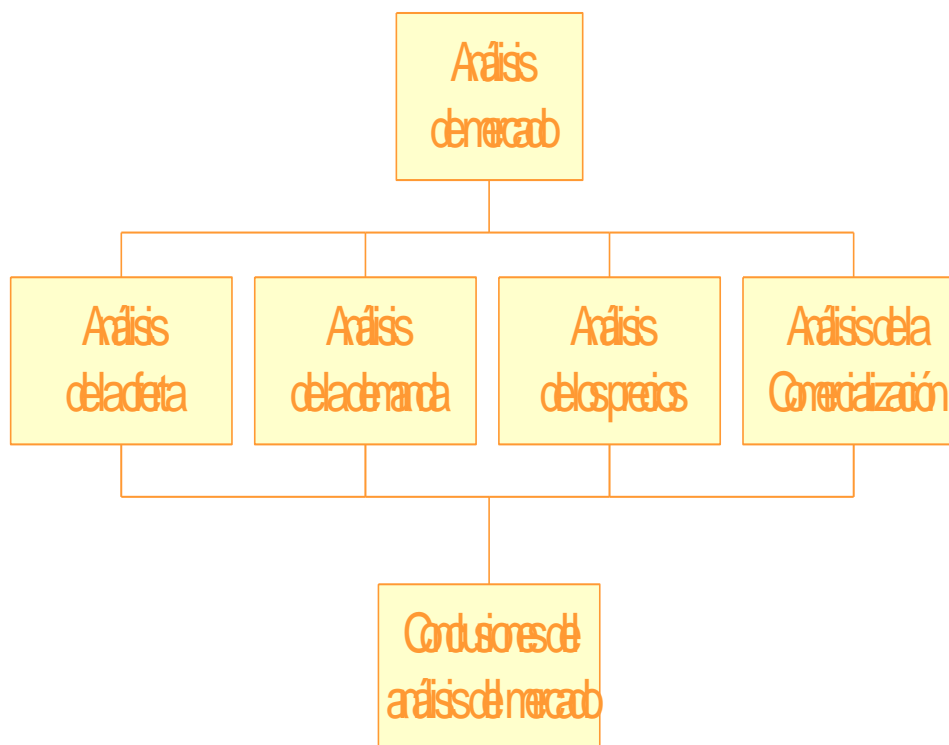 Análisis
de mercado
Análisis
de la oferta
Análisis
de la demanda
Análisis
de los precios
Análisis de la
Comercialización
Conclusiones del
análisis del mercado